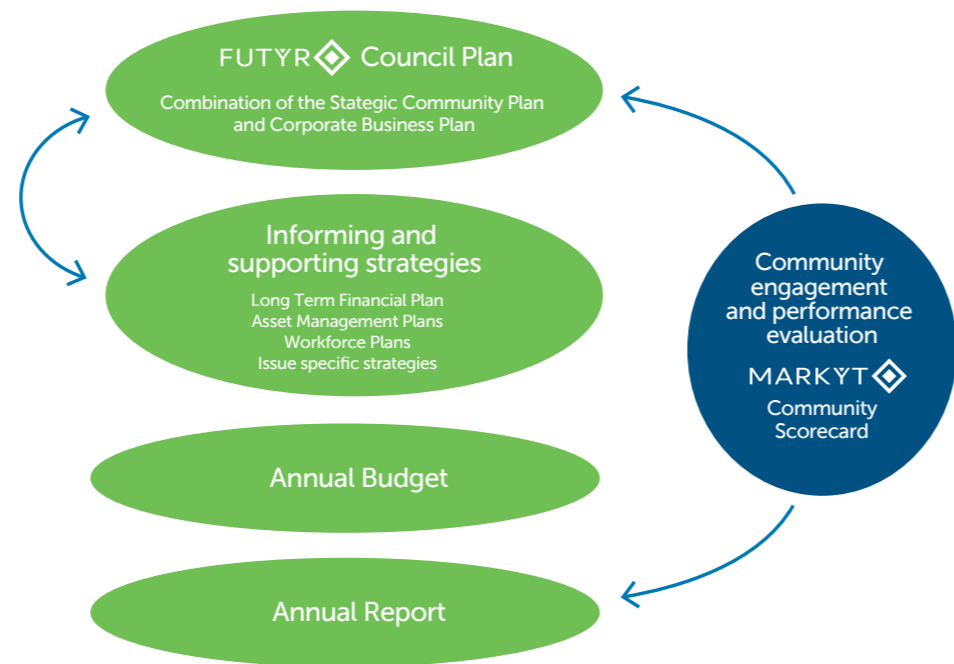 FUTYR Council Plan
Combination of the Stategic Community Plan
and Corporate Business Plan
Informing and
supporting strategies
Long Term Financial Plan
Asset Management Plans
Workforce Plans
Issue specific strategies
Annual Budget
Annual Report
Community
engagement
and performance
evaluation
MARKYT
Community
Scorecard